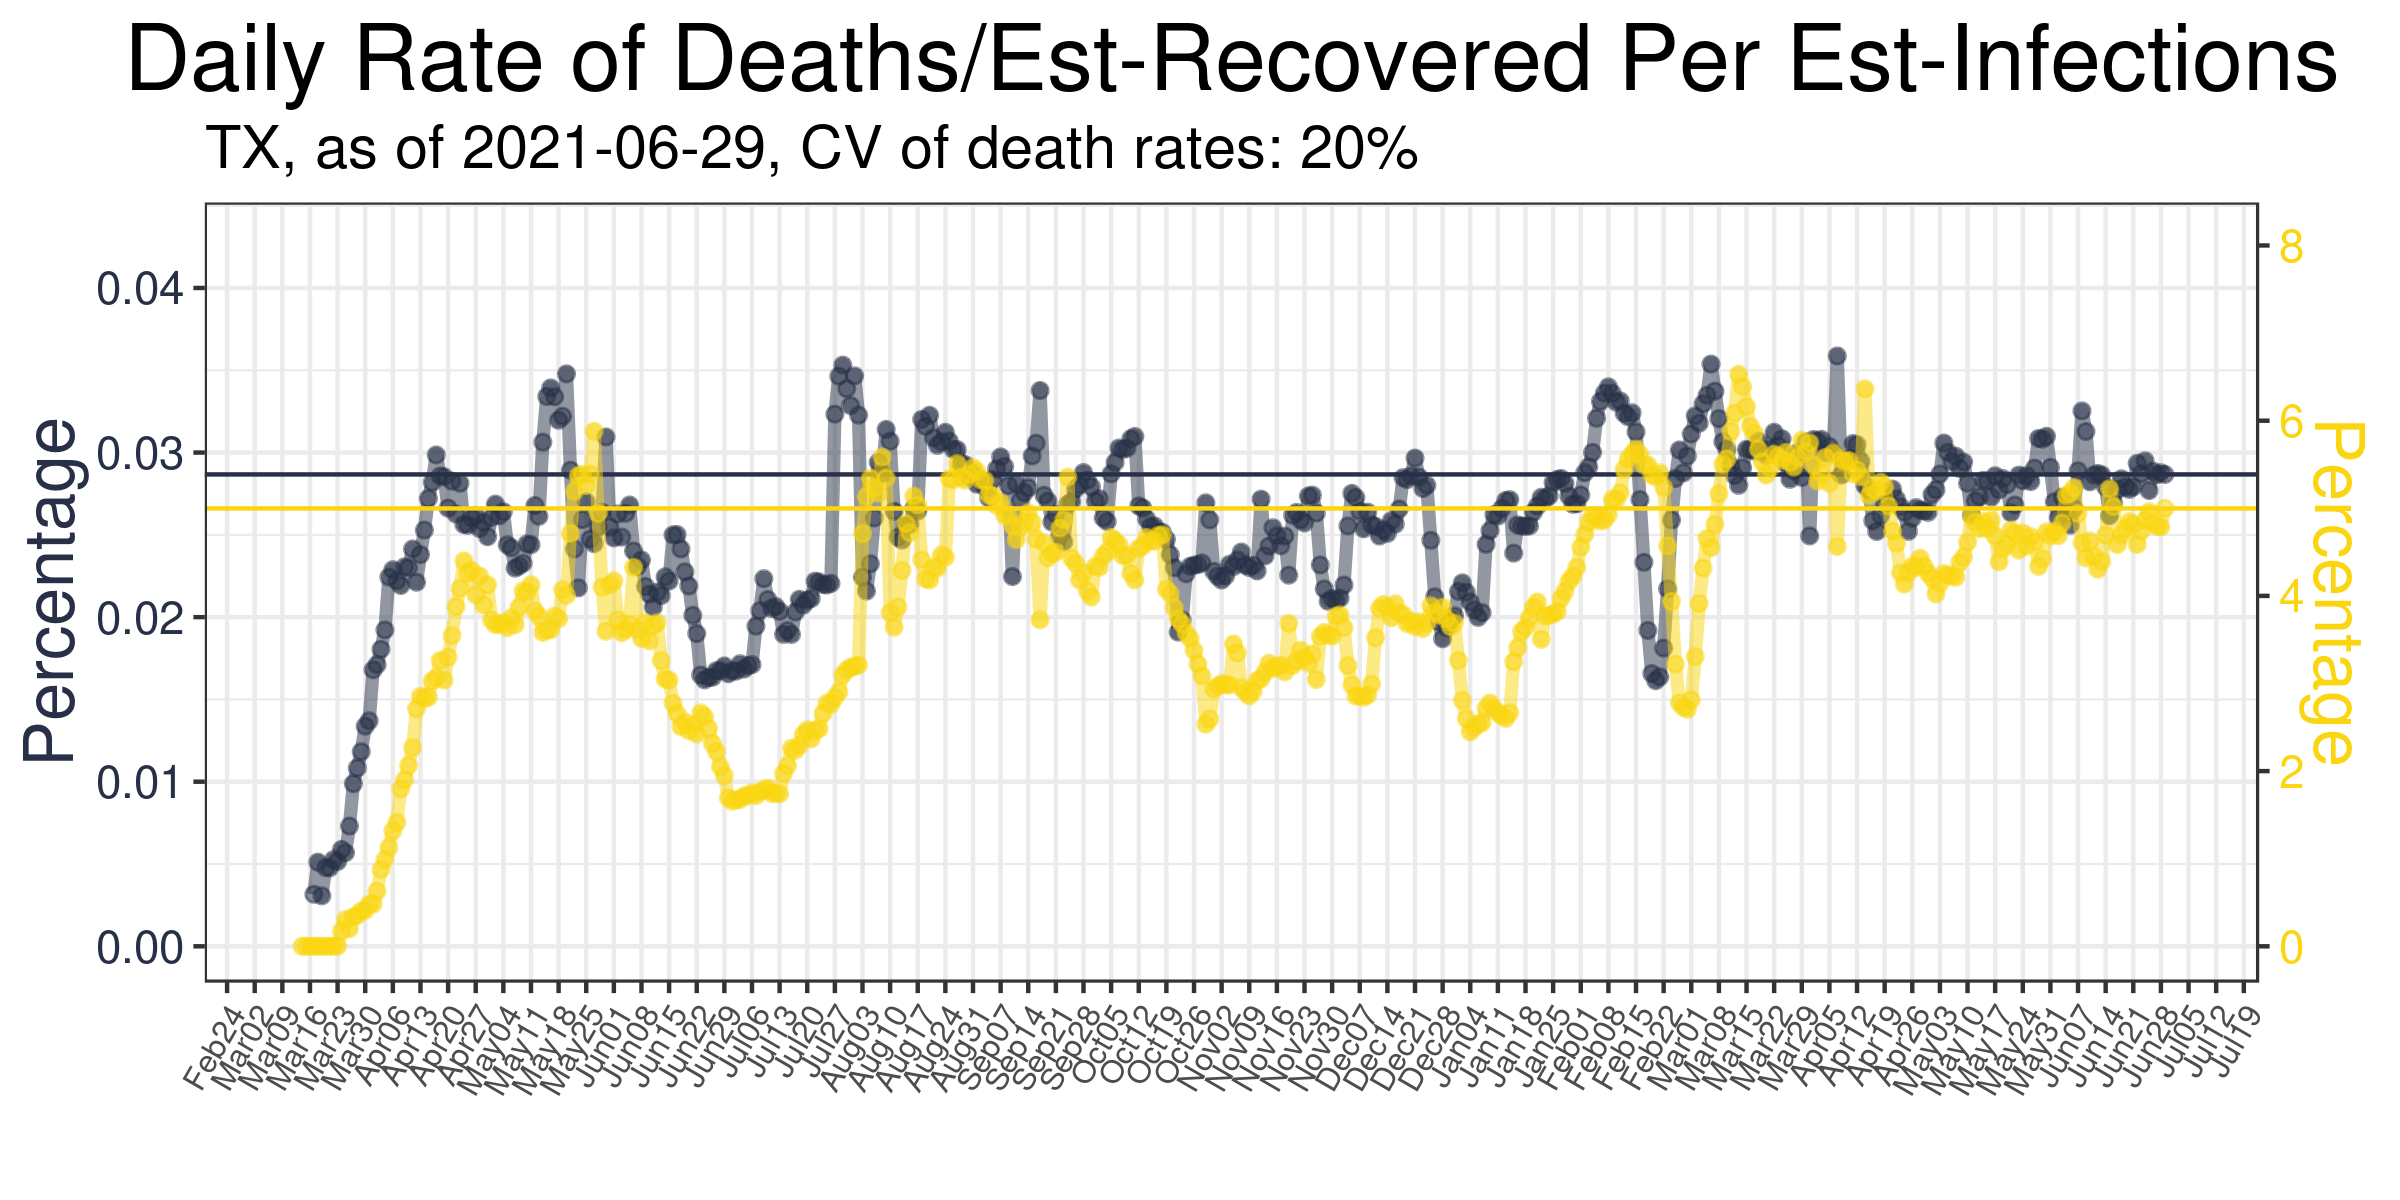 Daily Rate of Deaths/Est-Recovered Per Est-Infections
TX, as of 2021-06-29, CV of death rates: 20%
Percentage
0.04
0.03
0.02
0.01
0.00
8
6
4
2
0
Percentage
Feb24
Mar02
Mar09
Mar16
Mar23
Mar30
Apr06
Apr13
Apr20
Apr27
May04
May11
May18
May25
Jun01
Jun08
Jun15
Jun22
Jun29
Jul06
Jul13
Jul20
Jul27
Aug03
Aug10
Aug17
Aug24
Aug31
Sep07
Sep14
Sep21
Sep28
Oct05
Oct12
Oct19
Oct26
Nov02
Nov09
Nov16
Nov23
Nov30
Dec07
Dec14
Dec21
Dec28
Jan04
Jan11
Jan18
Jan25
Feb01
Feb08
Feb15
Feb22
Mar01
Mar08
Mar15
Mar22
Mar29
Apr05
Apr12
Apr19
Apr26
May03
May10
May17
May24
May31
Jun07
Jun14
Jun21
Jun28
Jul05
Jul12
Jul19